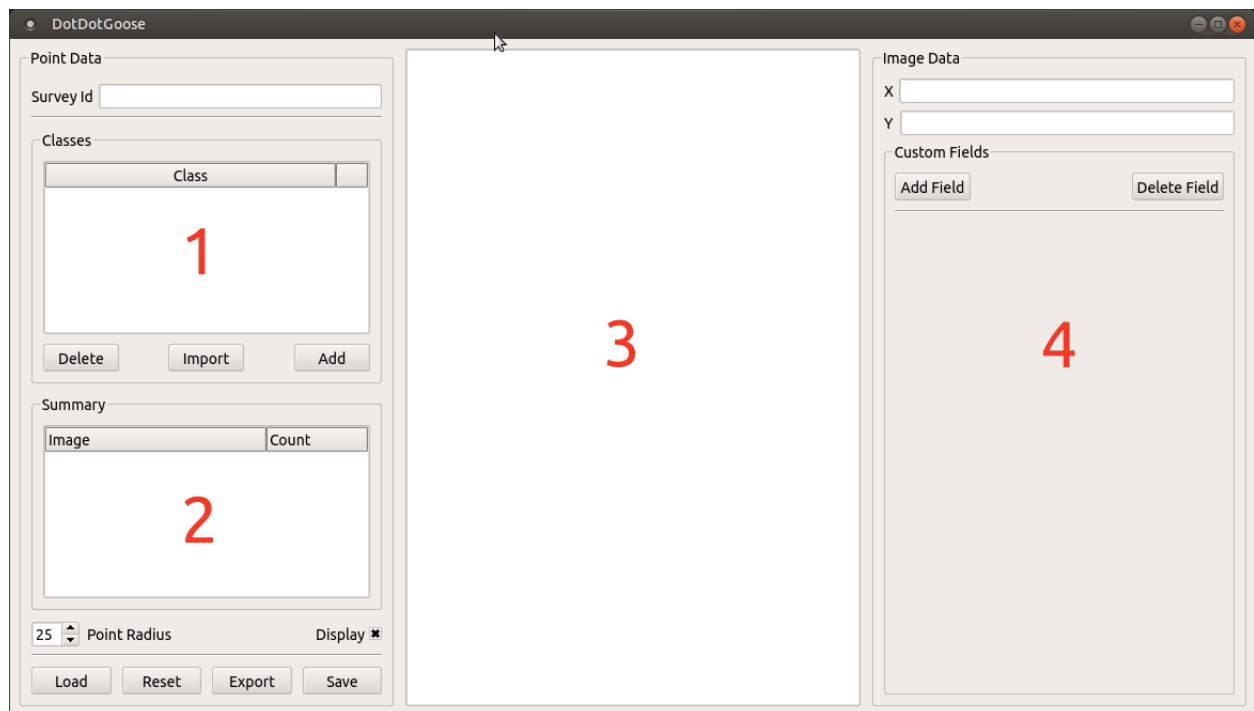 DotDotGoose
Point Data
Survey Id
Classes
Class
1
Delete Import Add
Summary
Image Count
2
25 Point Radius Display
Load Reset Export Save
3
Image Data
X
Y
Custom Fields
Add Field Delete Field
4